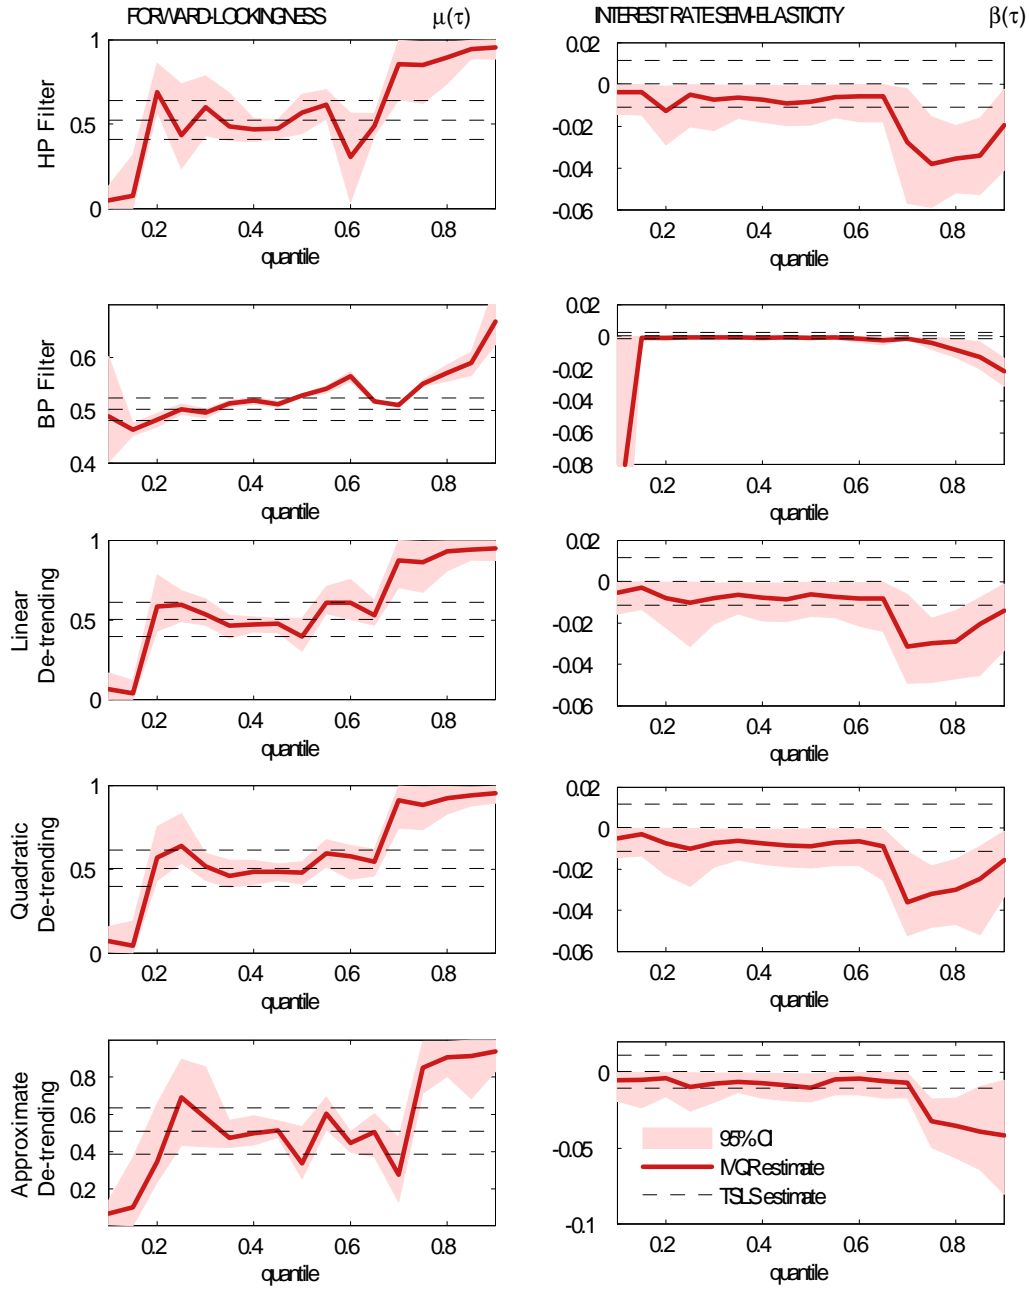 FORWARD-LOOKINGNESS μ(τ)
INTEREST RATE SEMI-ELASTICITY β(τ)
HP Filter
1
0.5
0
0.2 0.4 0.6 0.8
quantile
0.02
0
-0.02
-0.04
-0.06
0.2 0.4 0.6 0.8
quantile
BP Filter
0.6
0.5
0.4
0.2 0.4 0.6 0.8
quantile
0.02
0
-0.02
-0.04
-0.06
-0.08
0.2 0.4 0.6 0.8
quantile
Linear
De-trending
1
0.5
0
0.2 0.4 0.6 0.8
quantile
0.02
0
-0.02
-0.04
-0.06
0.2 0.4 0.6 0.8
quantile
Quadratic
De-trending
1
0.5
0
0.2 0.4 0.6 0.8
quantile
0.02
0
-0.02
-0.04
-0.06
0.2 0.4 0.6 0.8
quantile
Approximate
De-trending
0.8
0.6
0.4
0.2
0.2 0.4 0.6 0.8
quantile
0
-0.05
-0.1
95% CI
IVQR estimate
TSLS estimate
0.2 0.4 0.6 0.8
quantile